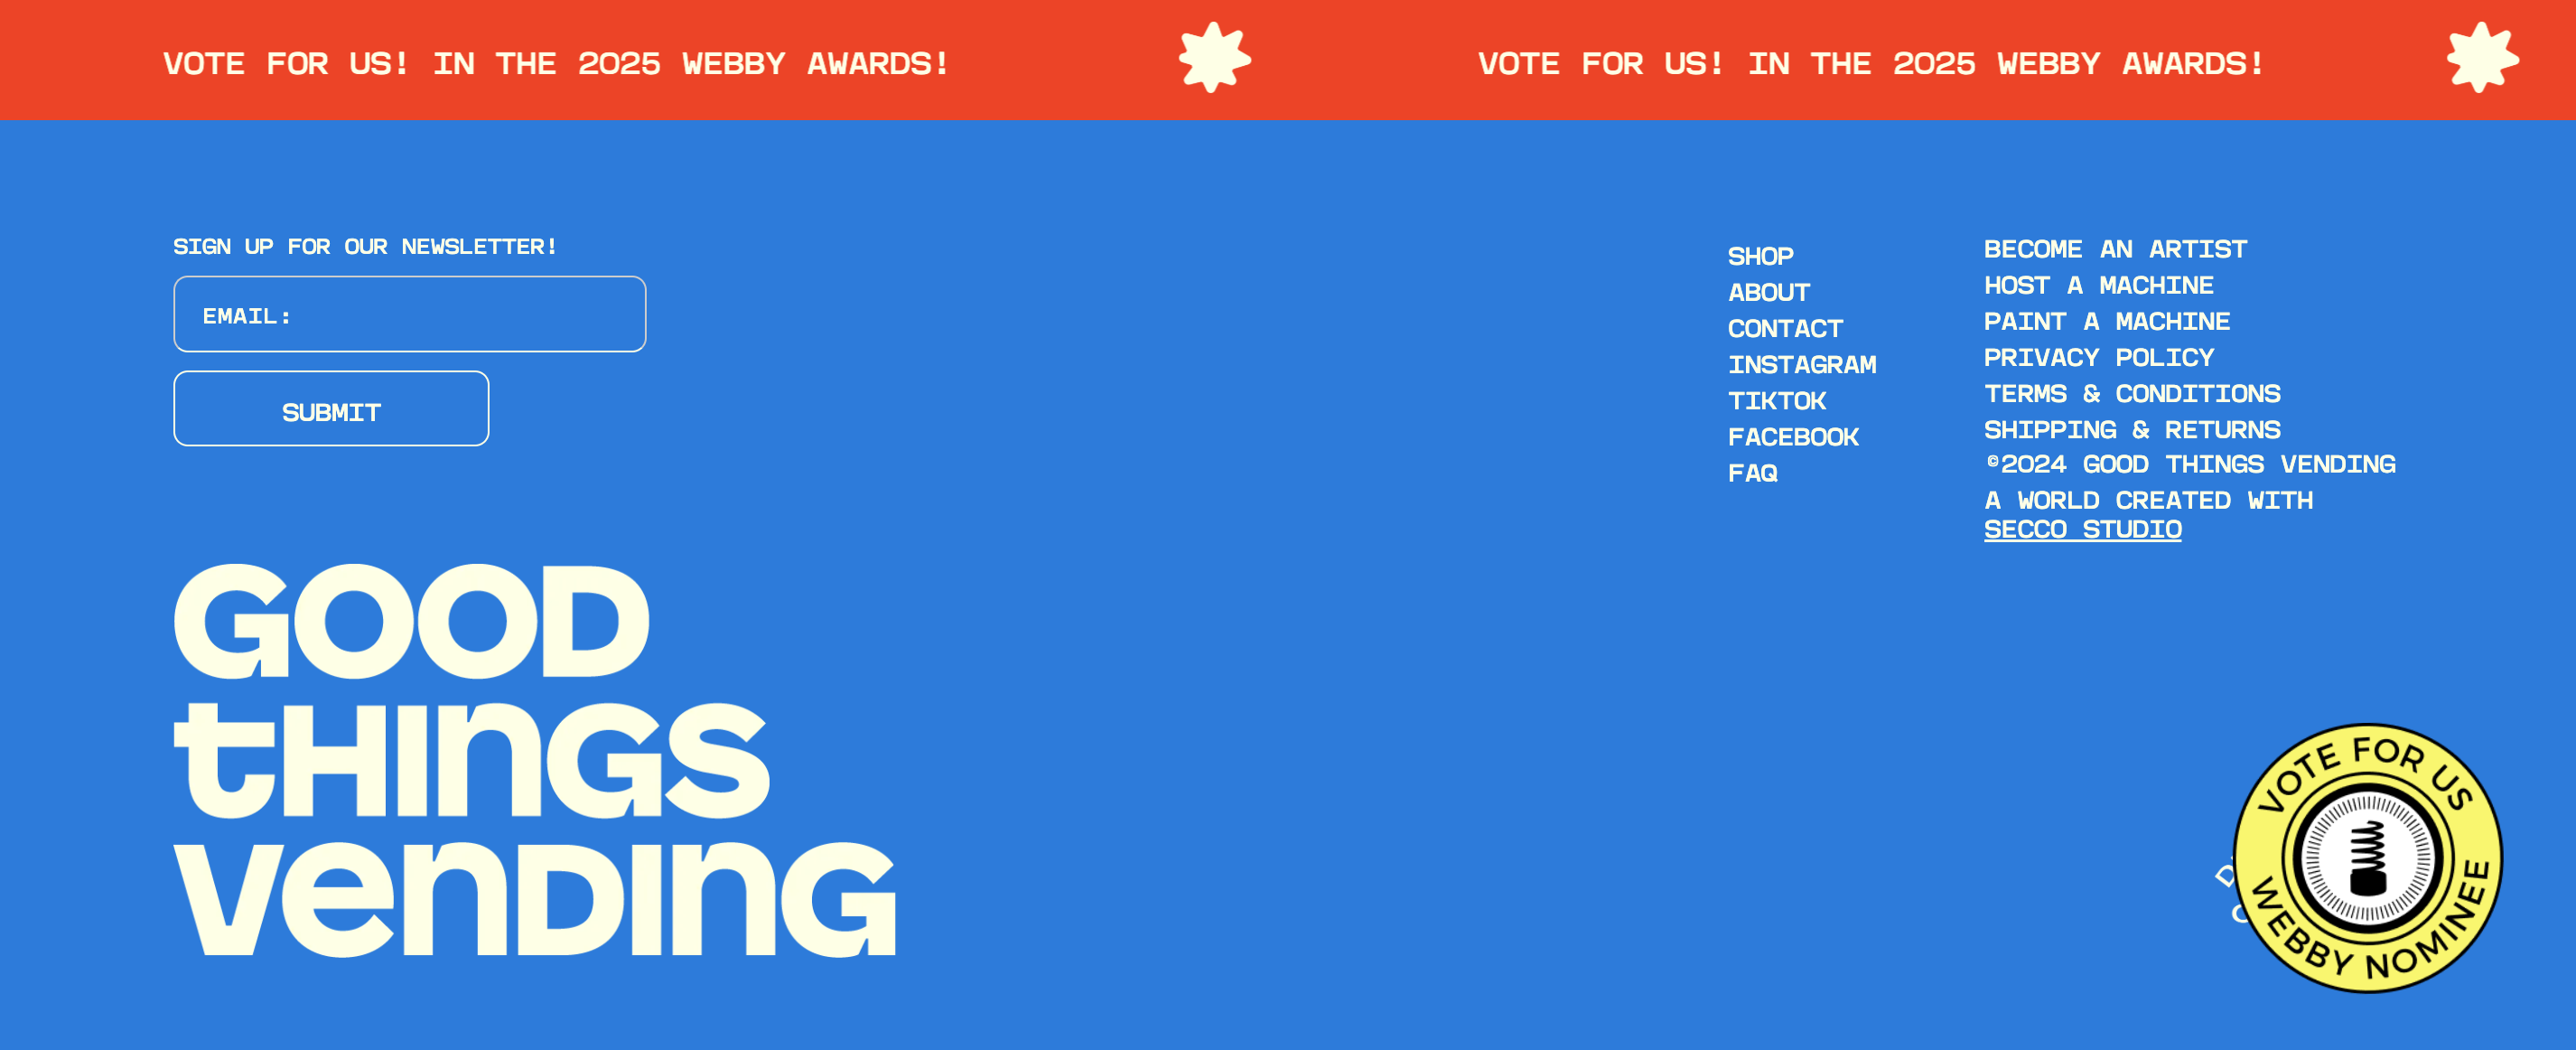 VOTE FOR US! IN THE 2025 WEBBY AWARDS!
VOTE FOR US! IN THE 2025 WEBBY AWARDS!
SIGN UP FOR OUR NEWSLETTER!
EMAIL:
SUBMIT
SHOP
ABOUT
CONTACT
INSTAGRAM
TIKTOK
FACEBOOK
FAQ
BECOME AN ARTIST
HOST A MACHINE
PAINT A MACHINE
PRIVACY POLICY
TERMS & CONDITIONS
SHIPPING & RETURNS
©2024 GOOD THINGS VENDING
A WORLD CREATED WITH
SECCO STUDIO
GOOD
tHInGS
VenDInG
VOTE FOR US
WEBBY NOMINEE